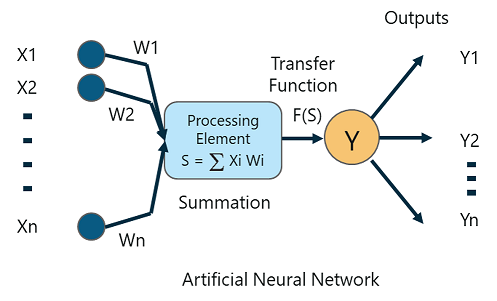 Outputs
X1
W1
Transfer
Function
Y1
X2
W2
Processing
Element
S = ∑ Xi Wi
F(S)
Y
Y2
Xn
Wn
Summation
Yn
Artificial Neural Network